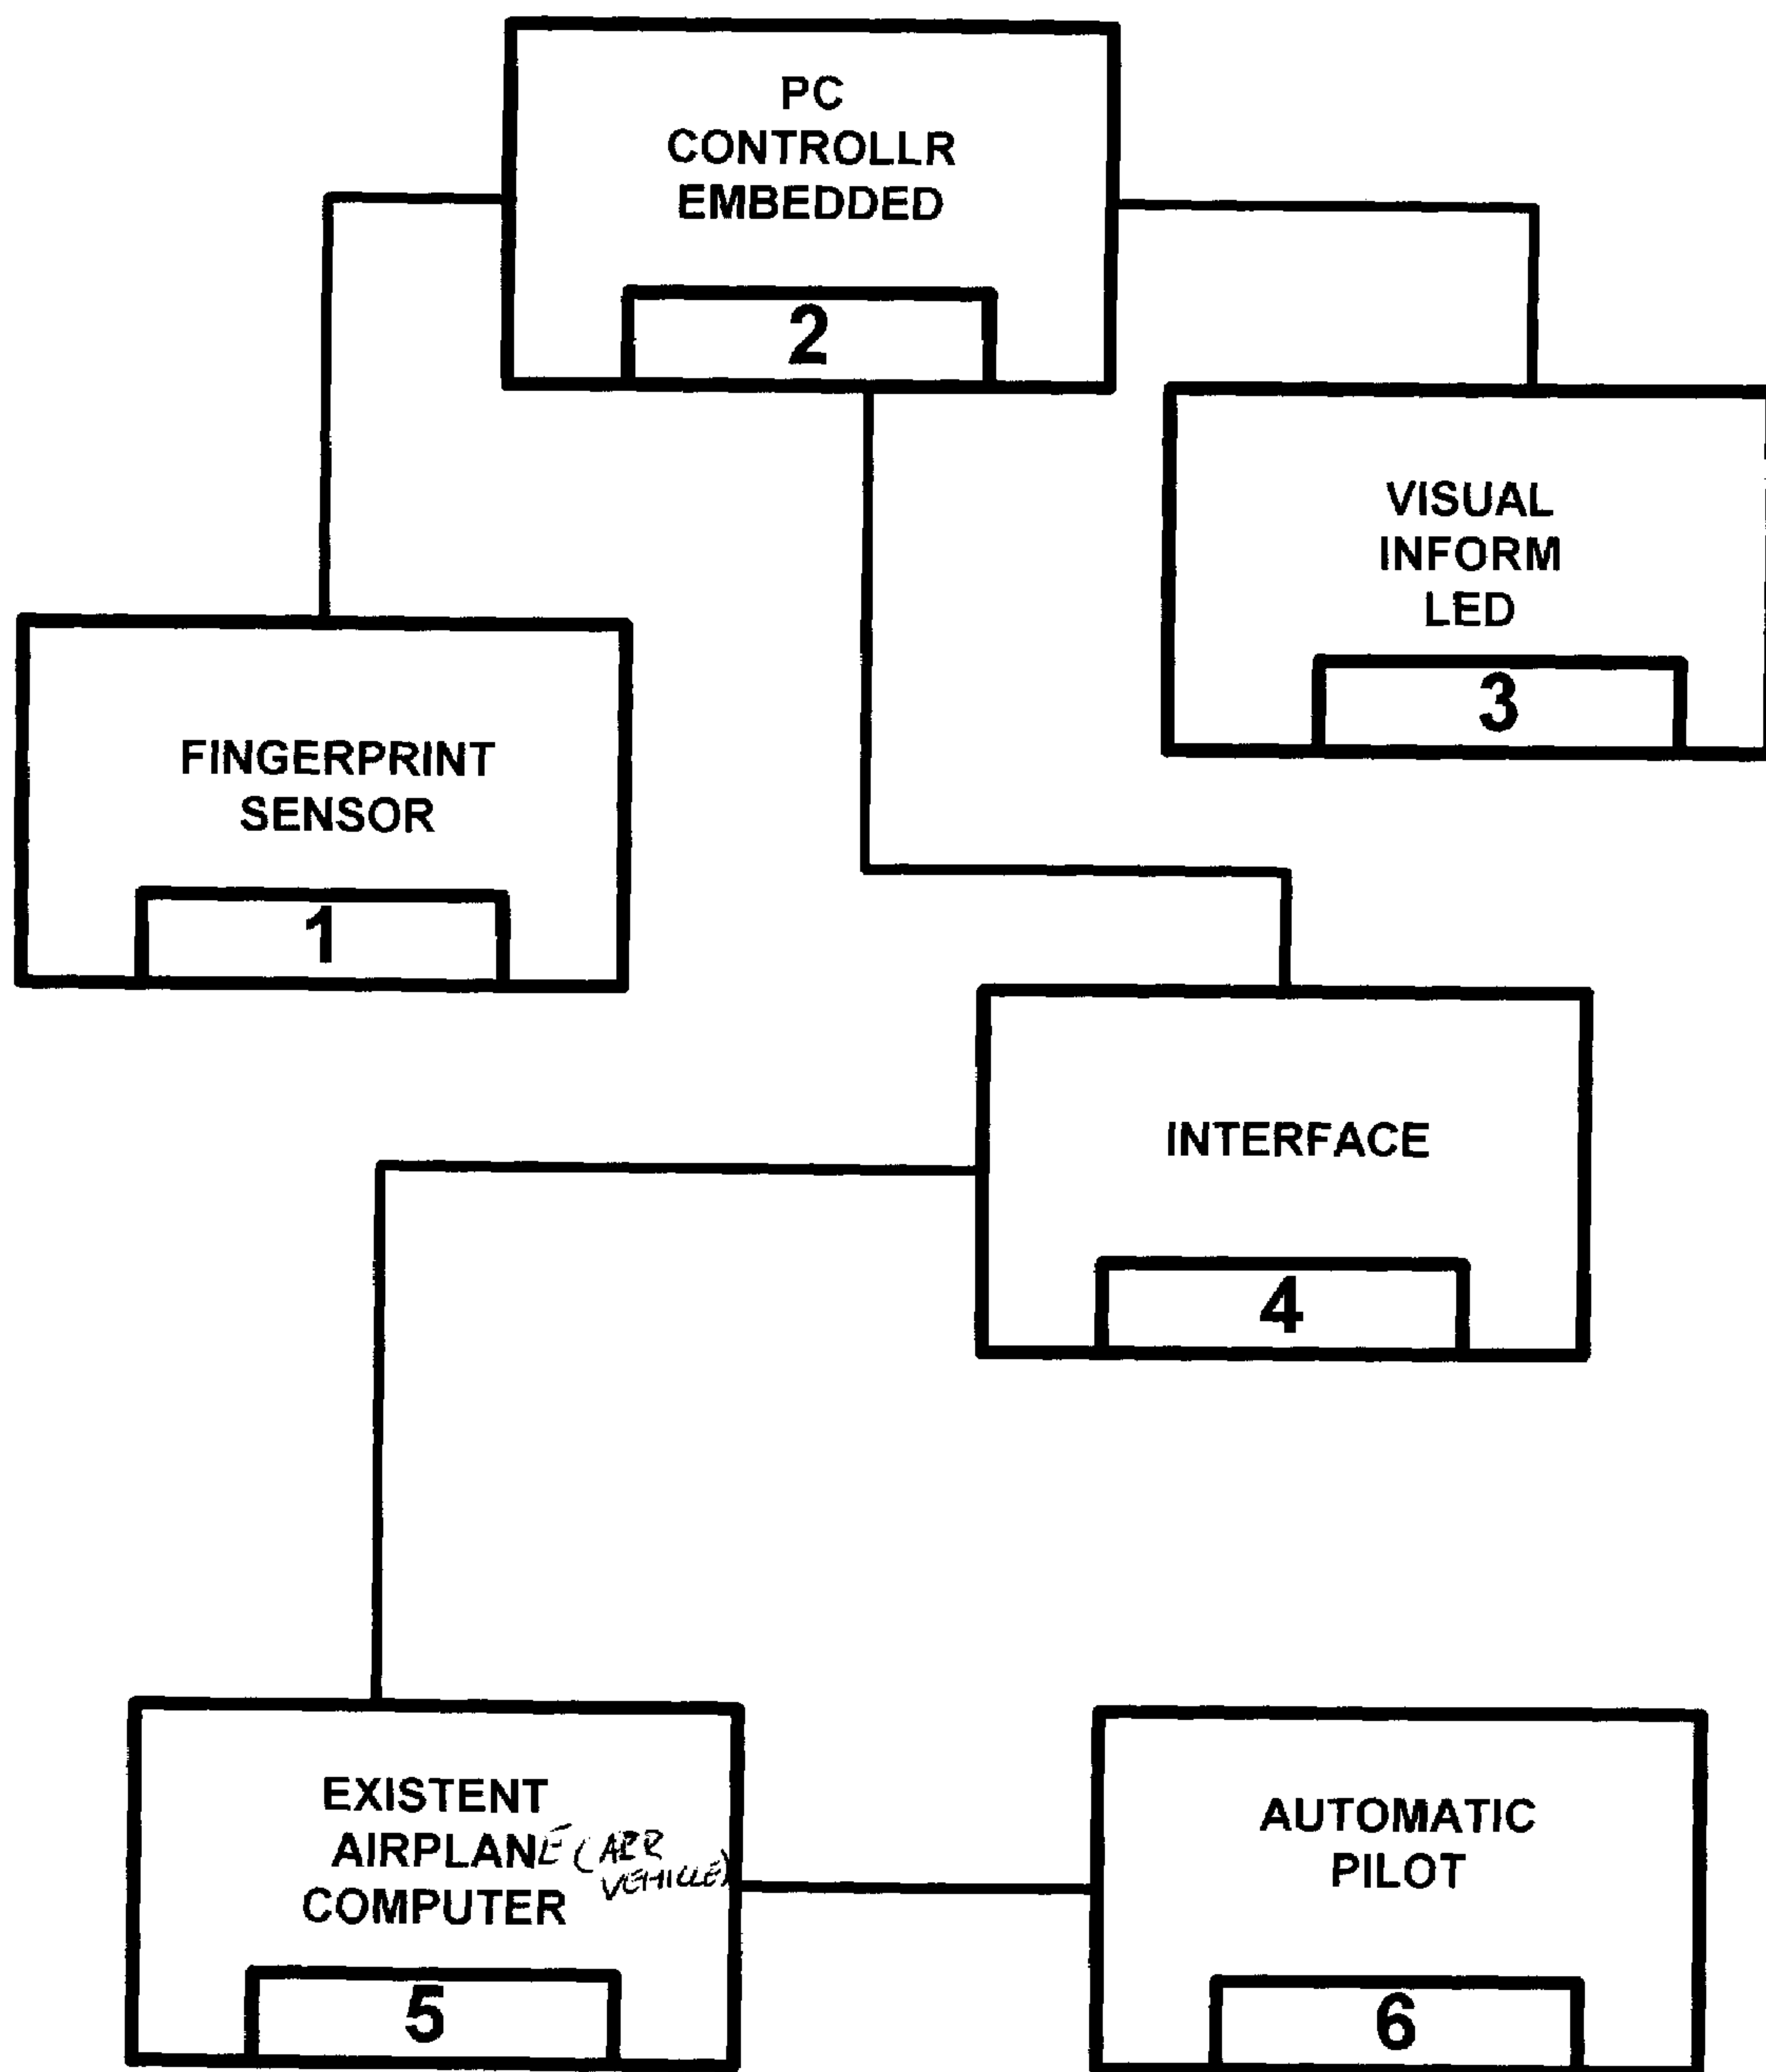 PC
CONTROLLR
EMBEDDED
2
VISUAL
INFORM
LED
3
FINGERPRINT
SENSOR
1
INTERFACE
4
EXISTENT
AIRPLANE (AIR
VEHICLE)
COMPUTER
5
AUTOMATIC
PILOT
6